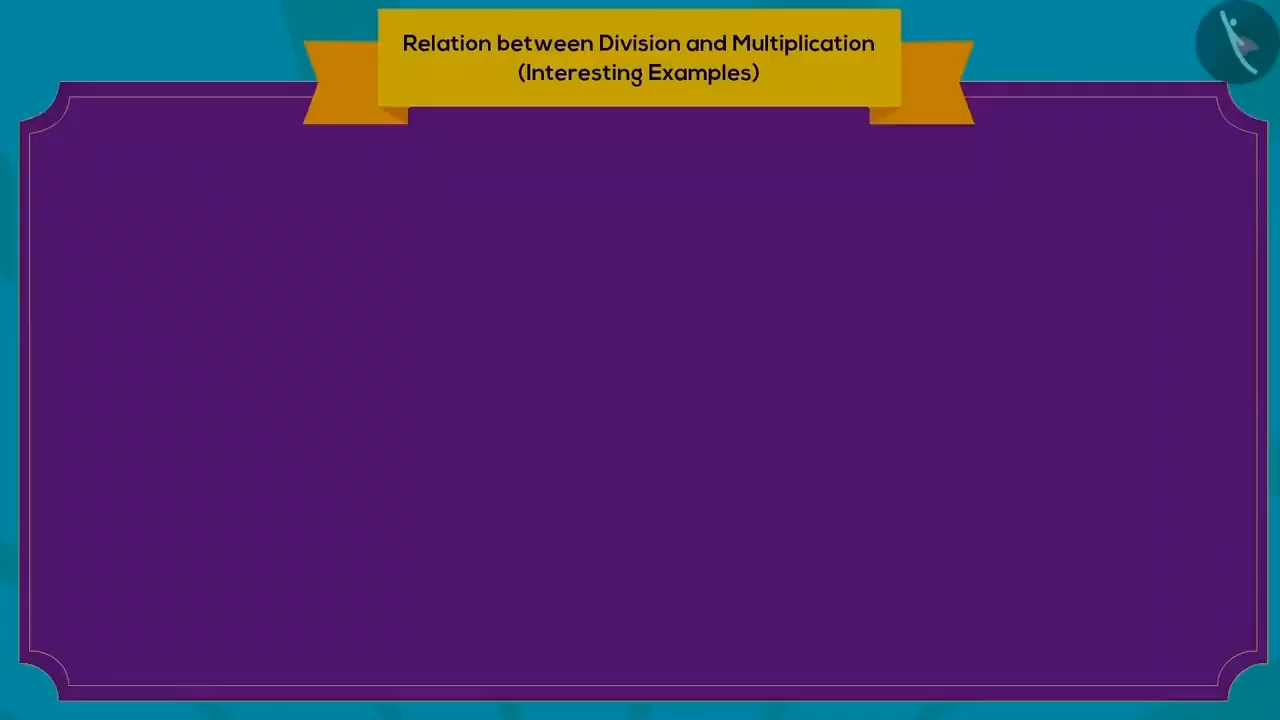 Relation between Division and Multiplication
(Interesting Examples)